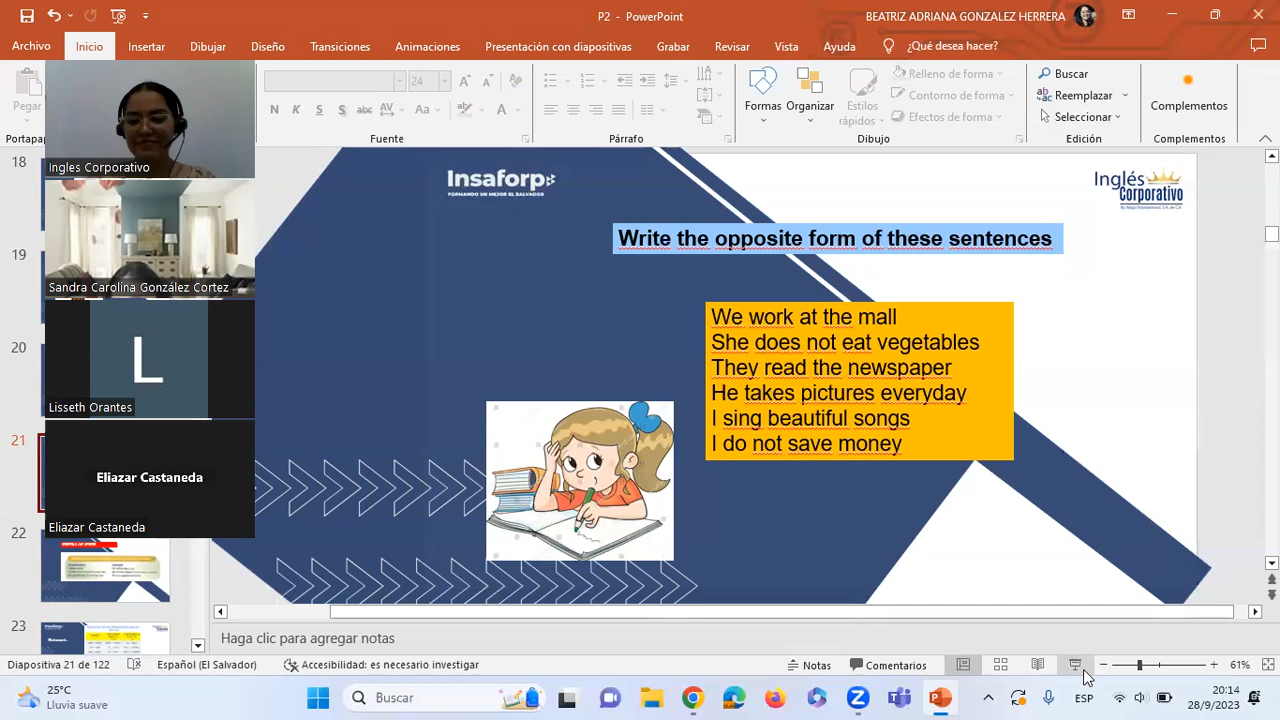 P2 - PowerPoint
BEATRIZ ADRIANA GONZALEZ HERRERA
Archivo Inicio Insertar Dibujar Diseño Transiciones Animaciones Presentación con diapositivas Grabar Revisar Vista Ayuda ¿Qué desea hacer?
24
Relleno de forma
Buscar
Pegar
Formas Organizar Estilos rápidos
Contorno de forma
Reemplazar
Complementos
N K S S abc AV Aa A
Efectos de forma
Seleccionar
Portapa
Fuente
Párrafo
Dibujo
Edición
Complementos
18
Ingles Corporativo
19
Sandra Carolina González Cortez
20
L
Lisseth Orantes
21
Eliazar Castaneda
Eliazar Castaneda
22
23
Insaforp
FORMANDO UN MEJOR EL SALVADOR
Inglés
Corporativo
Write the opposite form of these sentences
We work at the mall
She does not eat vegetables
They read the newspaper
He takes pictures everyday
I sing beautiful songs
I do not save money
Haga clic para agregar notas
Diapositiva 21 de 122 Español (El Salvador) Accesibilidad: es necesario investigar Notas Comentarios 61%
25°C
Lluvia suave
Buscar
ESP
20:14
28/9/2023